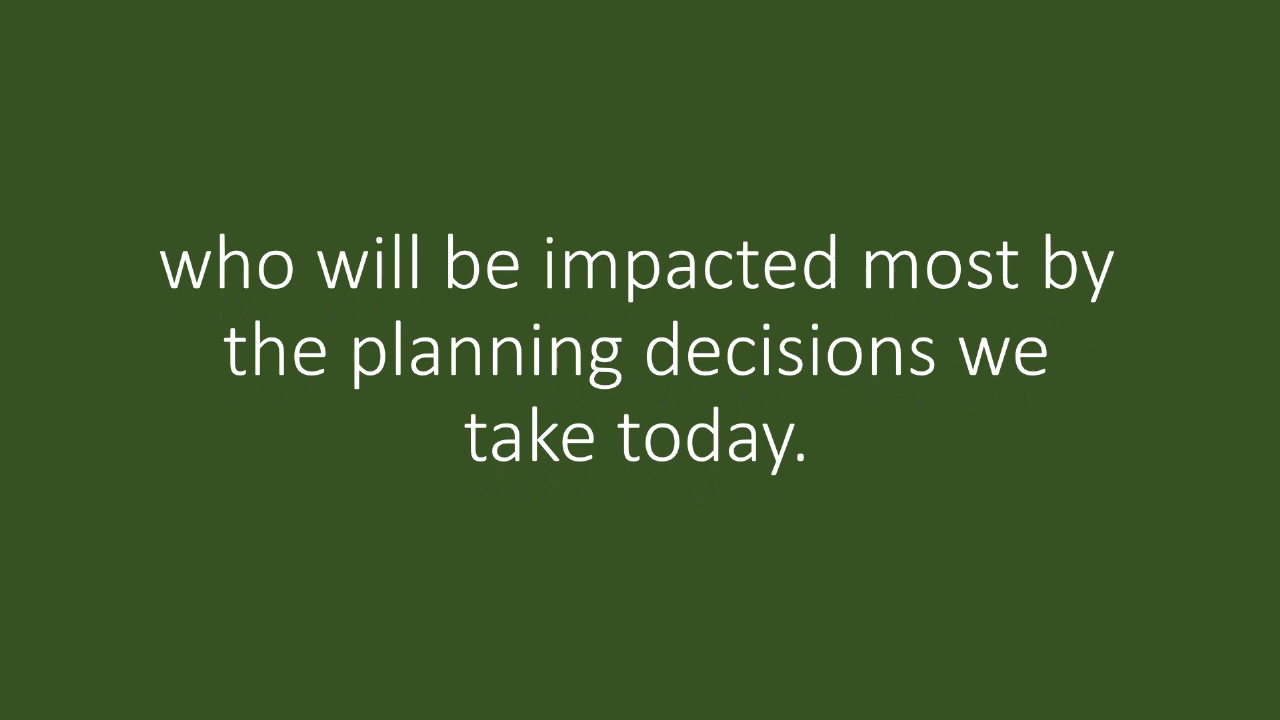 who will be impacted most by
the planning decisions we
take today.